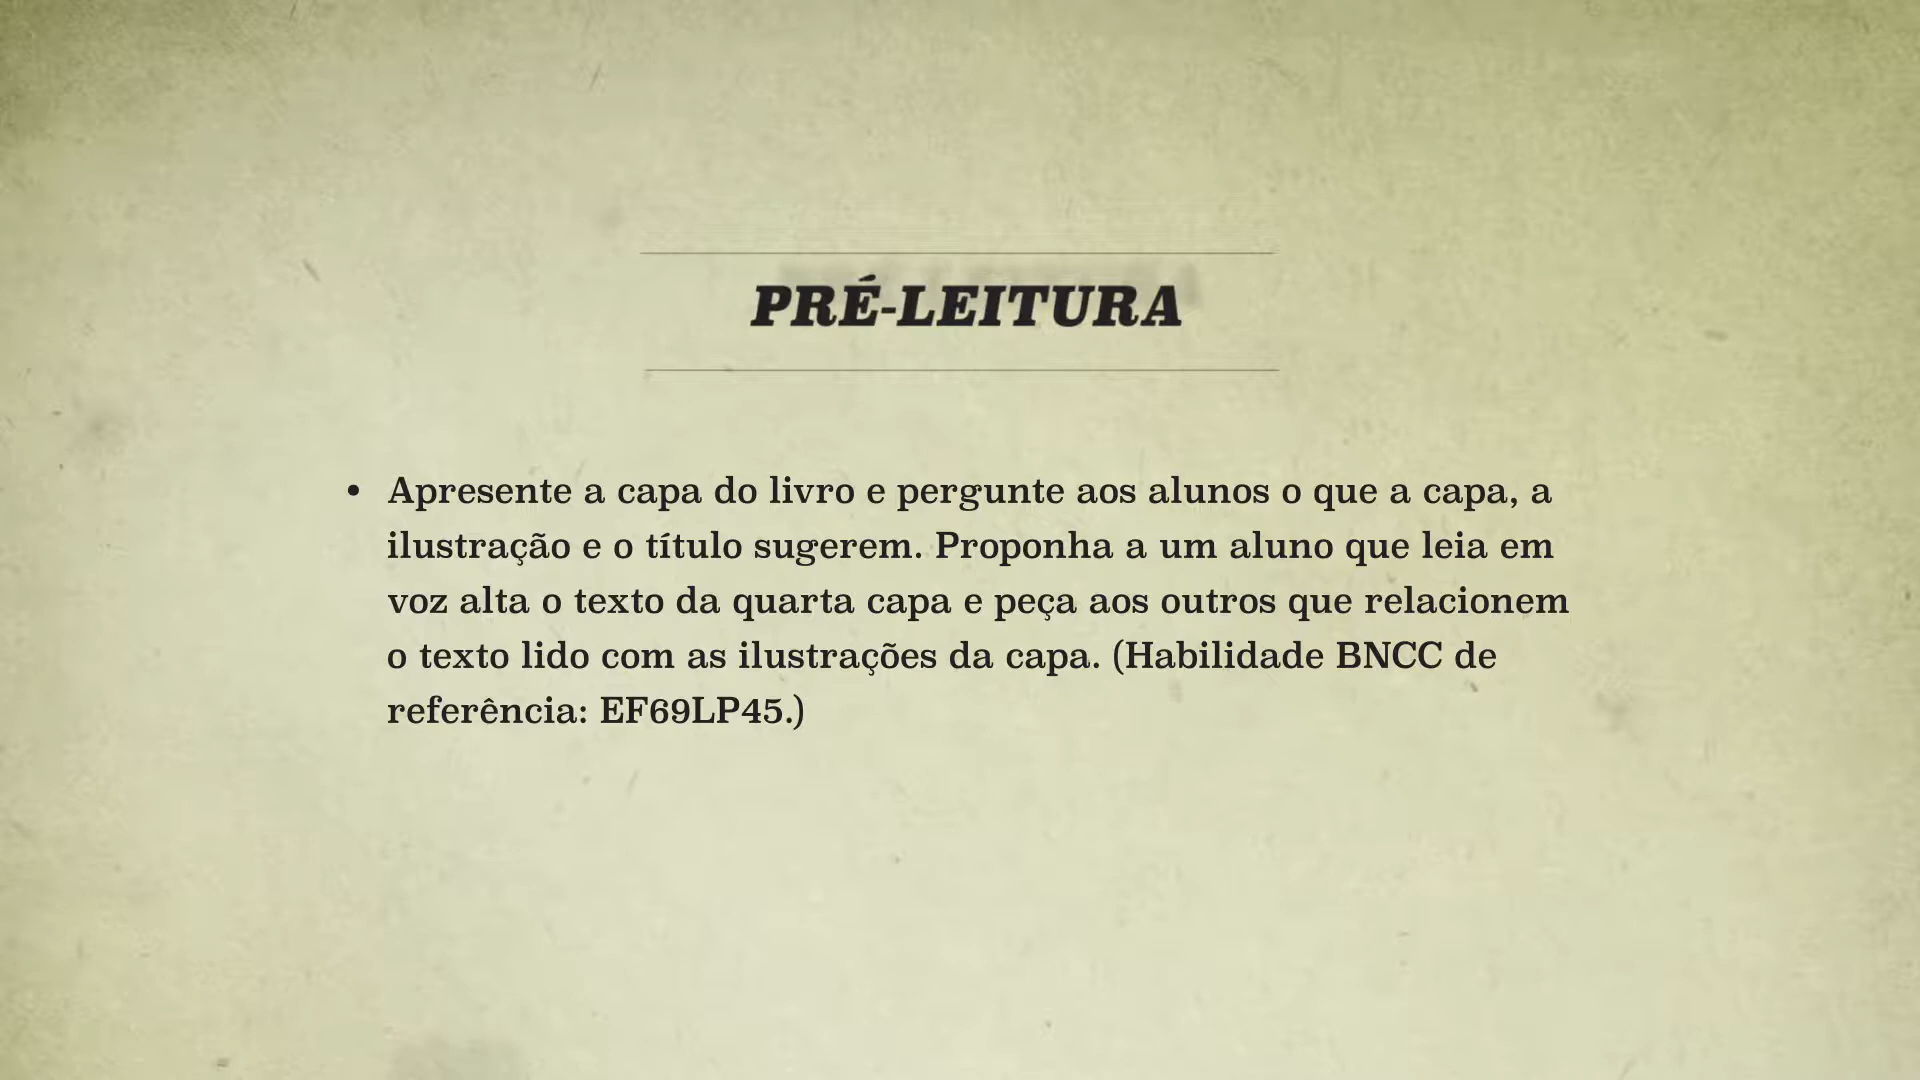 PRÉ-LEITURA
• Apresente a capa do livro e pergunte aos alunos o que a capa, a
ilustração e o título sugerem. Proponha a um aluno que leia em
voz alta o texto da quarta capa e peça aos outros que relacionem
o texto lido com as ilustrações da capa. (Habilidade BNCC de
referência: EF69LP45.)